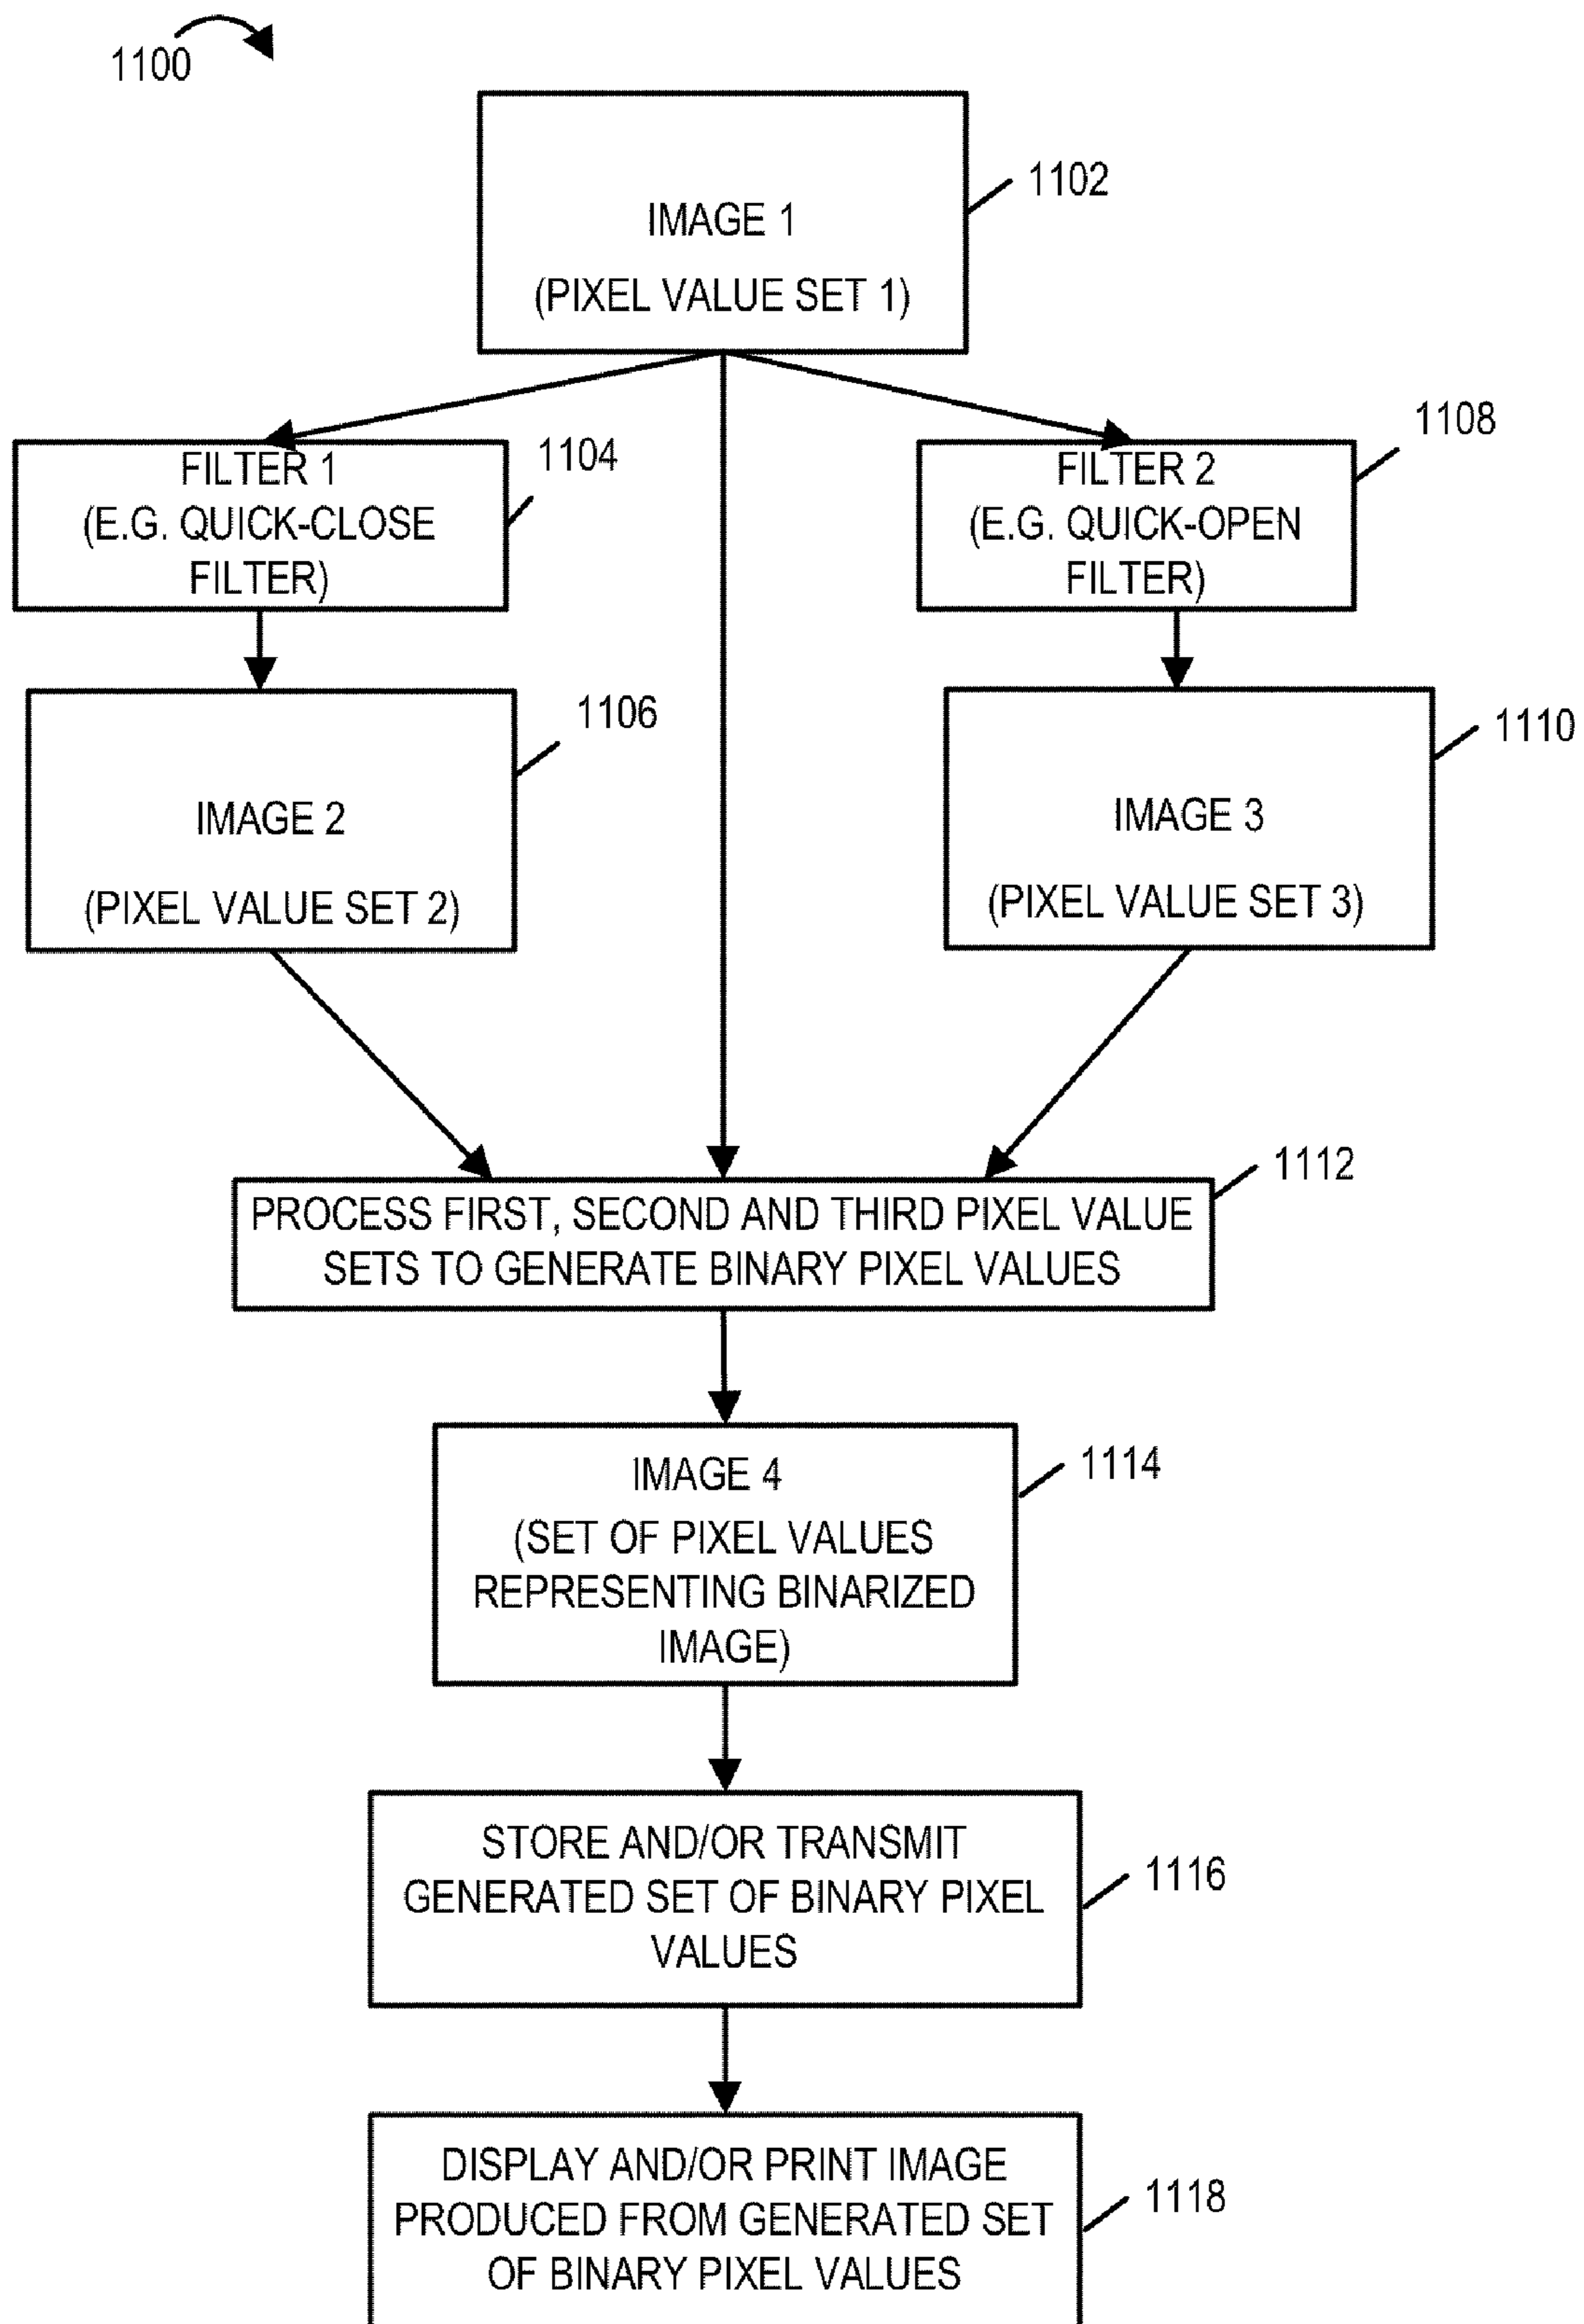 1100
IMAGE 1
(PIXEL VALUE SET 1)
1102
FILTER 1
(E.G. QUICK-CLOSE
FILTER)
1104
FILTER 2
(E.G. QUICK-OPEN
FILTER)
1108
IMAGE 2
(PIXEL VALUE SET 2)
1106
IMAGE 3
(PIXEL VALUE SET 3)
1110
PROCESS FIRST, SECOND AND THIRD PIXEL VALUE
SETS TO GENERATE BINARY PIXEL VALUES
1112
IMAGE 4
(SET OF PIXEL VALUES
REPRESENTING BINARIZED
IMAGE)
1114
STORE AND/OR TRANSMIT
GENERATED SET OF BINARY PIXEL
VALUES
1116
DISPLAY AND/OR PRINT IMAGE
PRODUCED FROM GENERATED SET
OF BINARY PIXEL VALUES
1118